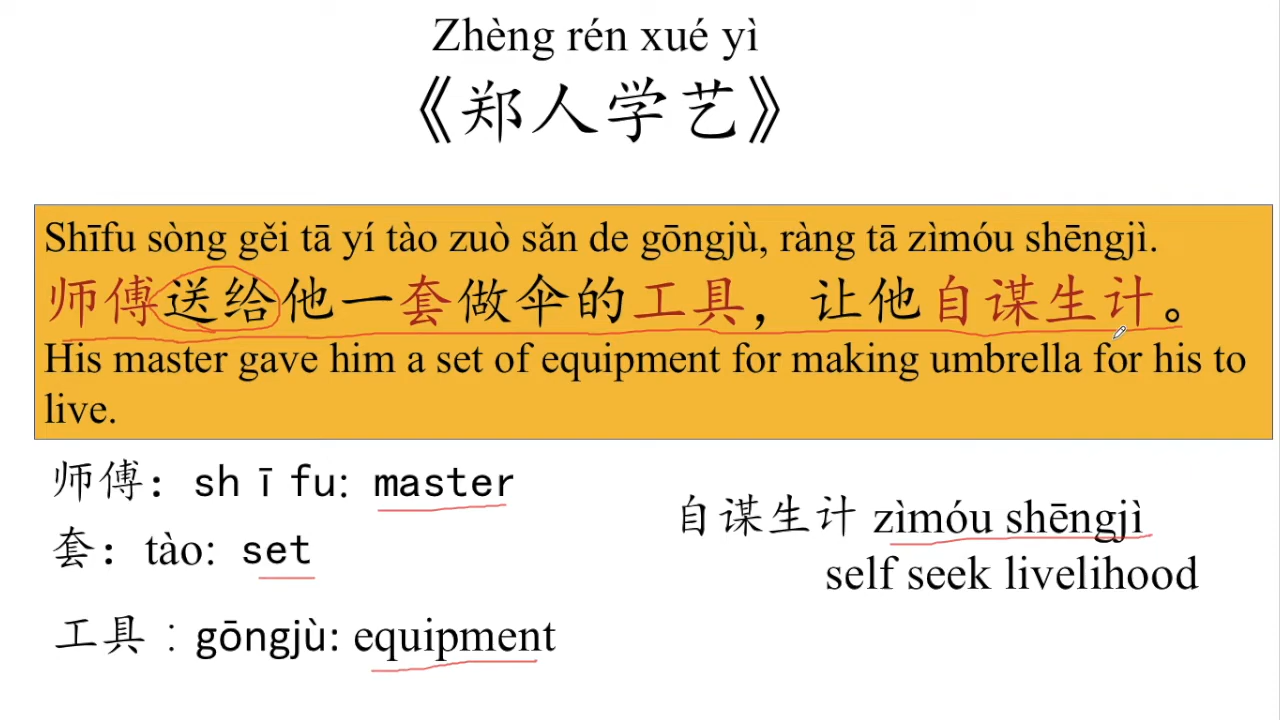 Zhèng rén xué yì
《郑人学艺》
Shīfu sòng gěi tā yí tào zuò sǎn de gōngjù, ràng tā zìmóu shēngjì.
师傅送给他一套做伞的工具，让他自谋生计。
His master gave him a set of equipment for making umbrella for his to
live.
师傅：shīfu: master
套：tào: set
工具：gōngjù: equipment
自谋生计 zìmóu shēngjì
self seek livelihood